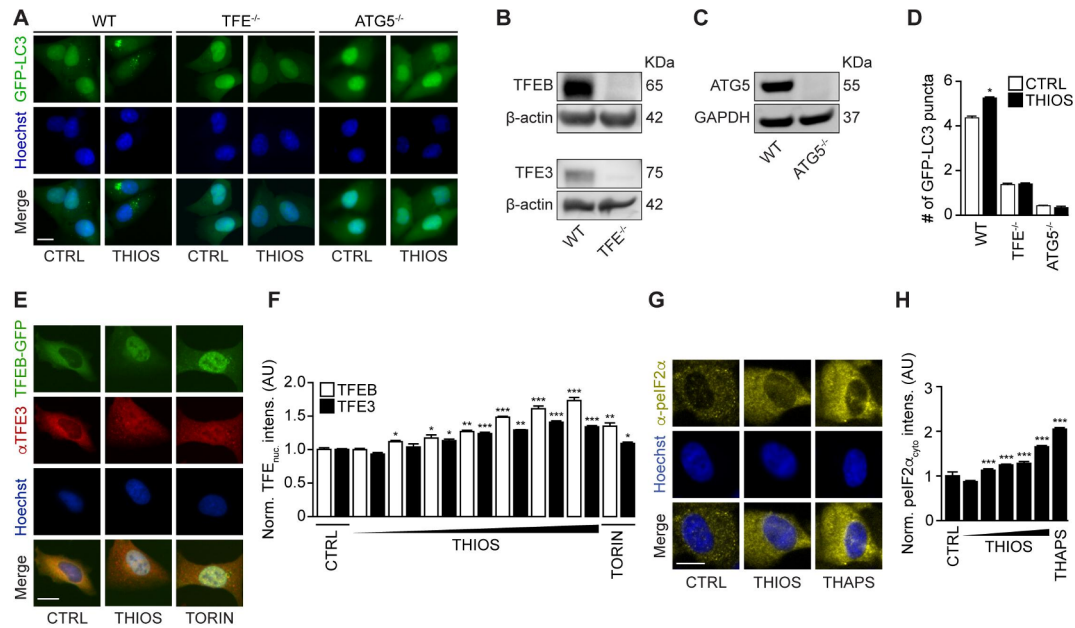 A
WT
TFE-/-
ATG5-/-
GFP-LC3
Hoechst
Merge
CTRL
THIOS
CTRL
THIOS
CTRL
THIOS
B
KDa
TFEB
65
β-actin
42
TFE3
75
β-actin
42
WT
TFE-/-
C
KDa
ATG5
55
GAPDH
37
WT
ATG5-/-
D
# of GFP-LC3 puncta
6
4
2
0
CTRL
THIOS
*
WT
TFE-/-
ATG5-/-
E
TFEB-GFP
αTFE3
Hoechst
Merge
CTRL
THIOS
TORIN
F
Norm. TFEnuc. intens. (AU)
2.0
1.5
1.0
0.5
0
TFEB
TFE3
* * * ** *** *** ** *** *** *** *** ** *
CTRL
THIOS
TORIN
G
α-peIF2α
Hoechst
Merge
CTRL
THIOS
THAPS
H
Norm. peIF2αcyto intens. (AU)
3
2
1
0
*** *** *** *** ***
CTRL
THIOS
THAPS